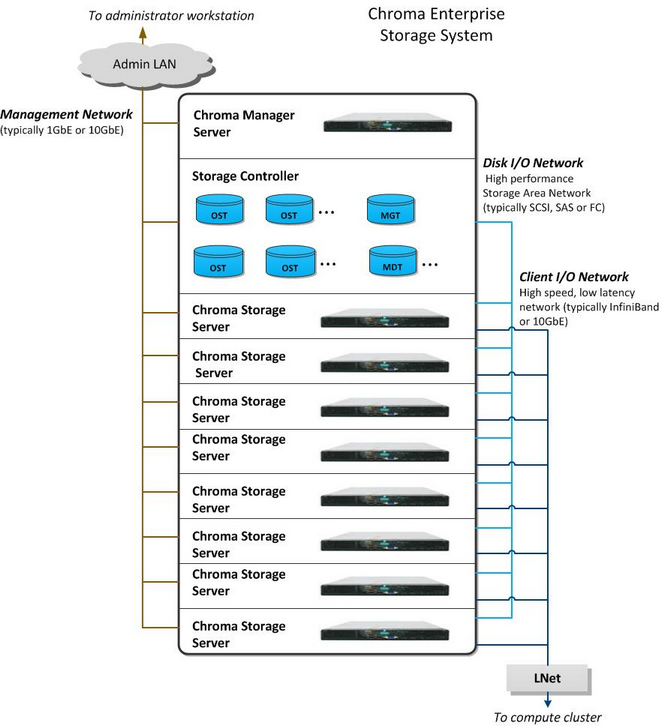 To administrator workstation
Chroma Enterprise
Storage System
Admin LAN
Management Network
(typically 1GbE or 10GbE)
Chroma Manager
Server
Storage Controller
OST
OST
...
MGT
OST
OST
...
MDT
...
Disk I/O Network
High performance
Storage Area Network
(typically SCSI, SAS or FC)
Client I/O Network
High speed, low latency
network (typically InfiniBand
or 10GbE)
Chroma Storage
Server
Chroma Storage
Server
Chroma Storage
Server
Chroma Storage
Server
Chroma Storage
Server
Chroma Storage
Server
Chroma Storage
Server
Chroma Storage
Server
LNet
To compute cluster